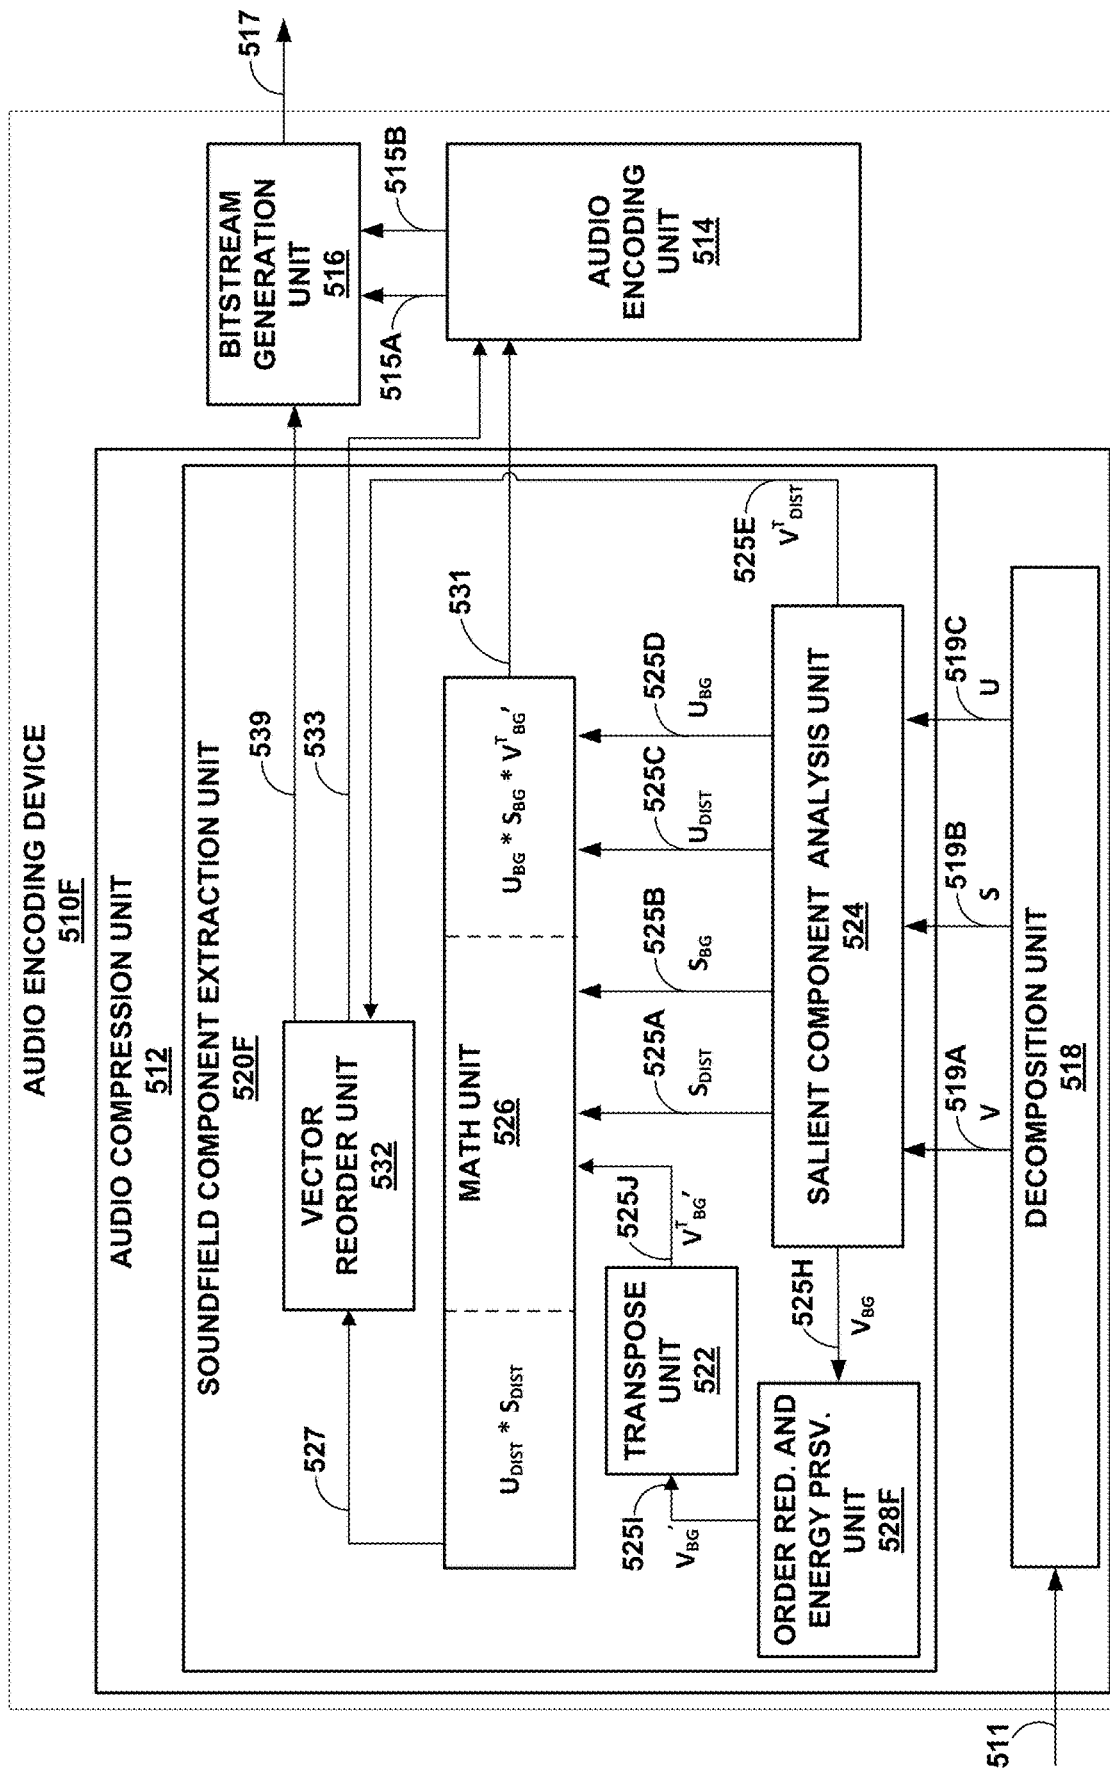 AUDIO ENCODING DEVICE
510F
AUDIO COMPRESSION UNIT
512
SOUNDFIELD COMPONENT EXTRACTION UNIT
520F
527
VECTOR
REORDER UNIT
532
539
533
BITSTREAM
GENERATION
UNIT
516
517
515A
515B
U_DIST * S_DIST
MATH UNIT
526
U_BG * S_BG * V^T_BG'
531
AUDIO
ENCODING
UNIT
514
525I
V_BG'
TRANSPOSE
UNIT
522
525J
V^T_BG'
525A
S_DIST
525B
S_BG
525C
U_DIST
525D
U_BG
525E
V^T_DIST
ORDER RED. AND
ENERGY PRSV.
UNIT
528F
525H
V_BG
SALIENT COMPONENT ANALYSIS UNIT
524
519A
V
519B
S
519C
U
511
DECOMPOSITION UNIT
518